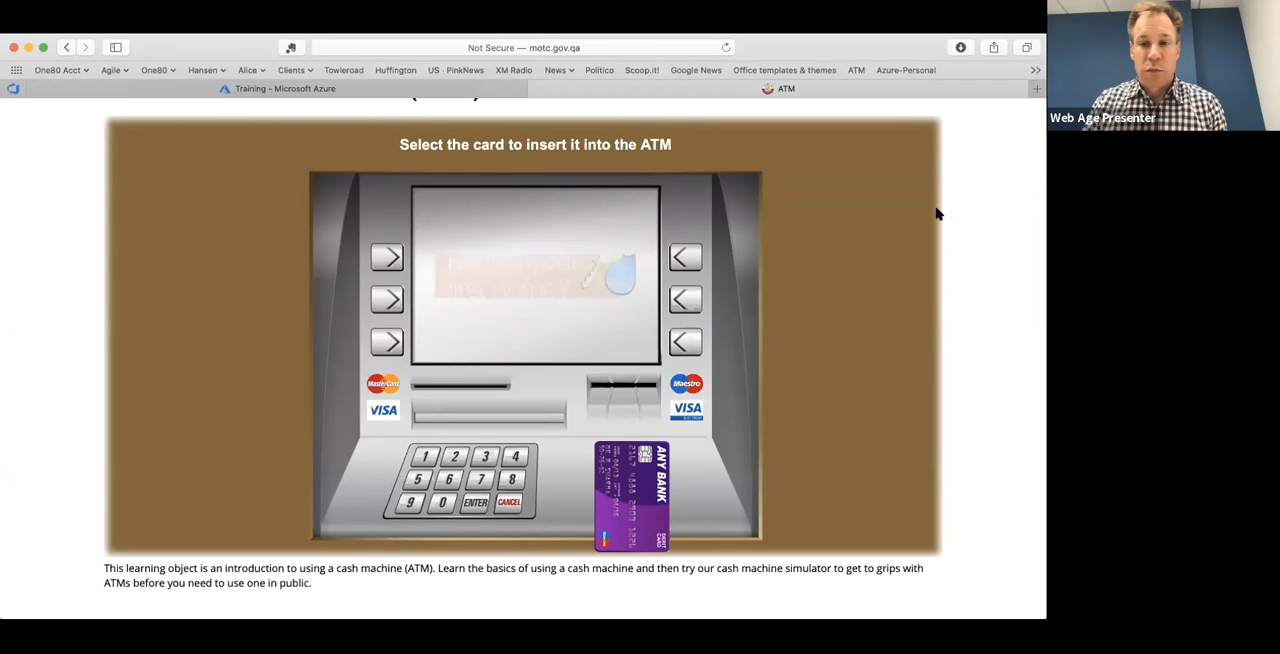 Not Secure — motc.gov.qa
One80 Acct
Agile
One80
Hansen
Alice
Clients
Towleroad
Huffington
US - PinkNews
XM Radio
News
Politico
Scoop.it!
Google News
Office templates & themes
ATM
Azure-Personal
Training - Microsoft Azure
ATM
Web Age Presenter
Select the card to insert it into the ATM
MasterCard
Maestro
VISA
VISA
1 2 3 4
5 6 7 8
9 0 ENTER CANCEL
ANY BANK
DEBIT
CARD
This learning object is an introduction to using a cash machine (ATM). Learn the basics of using a cash machine and then try our cash machine simulator to get to grips with
ATMs before you need to use one in public.